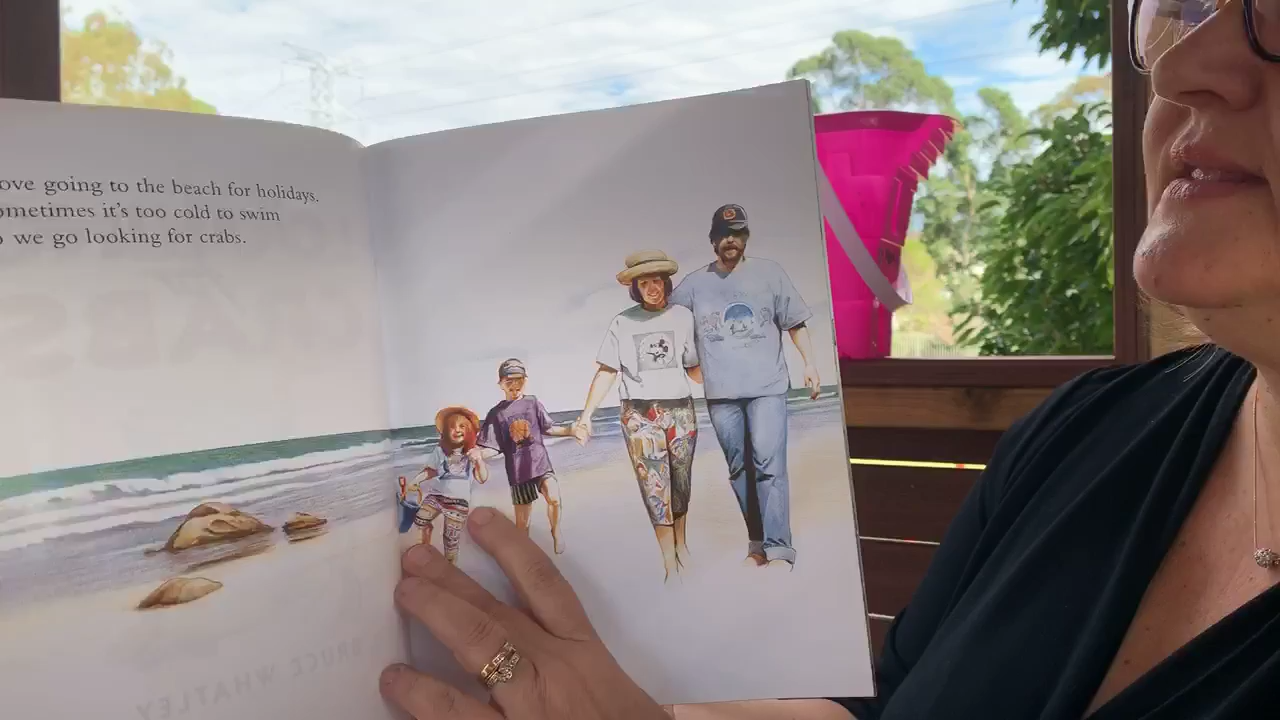 ove going to the beach for holidays.
ometimes it's too cold to swim
we go looking for crabs.
BRUCE WHATLEY